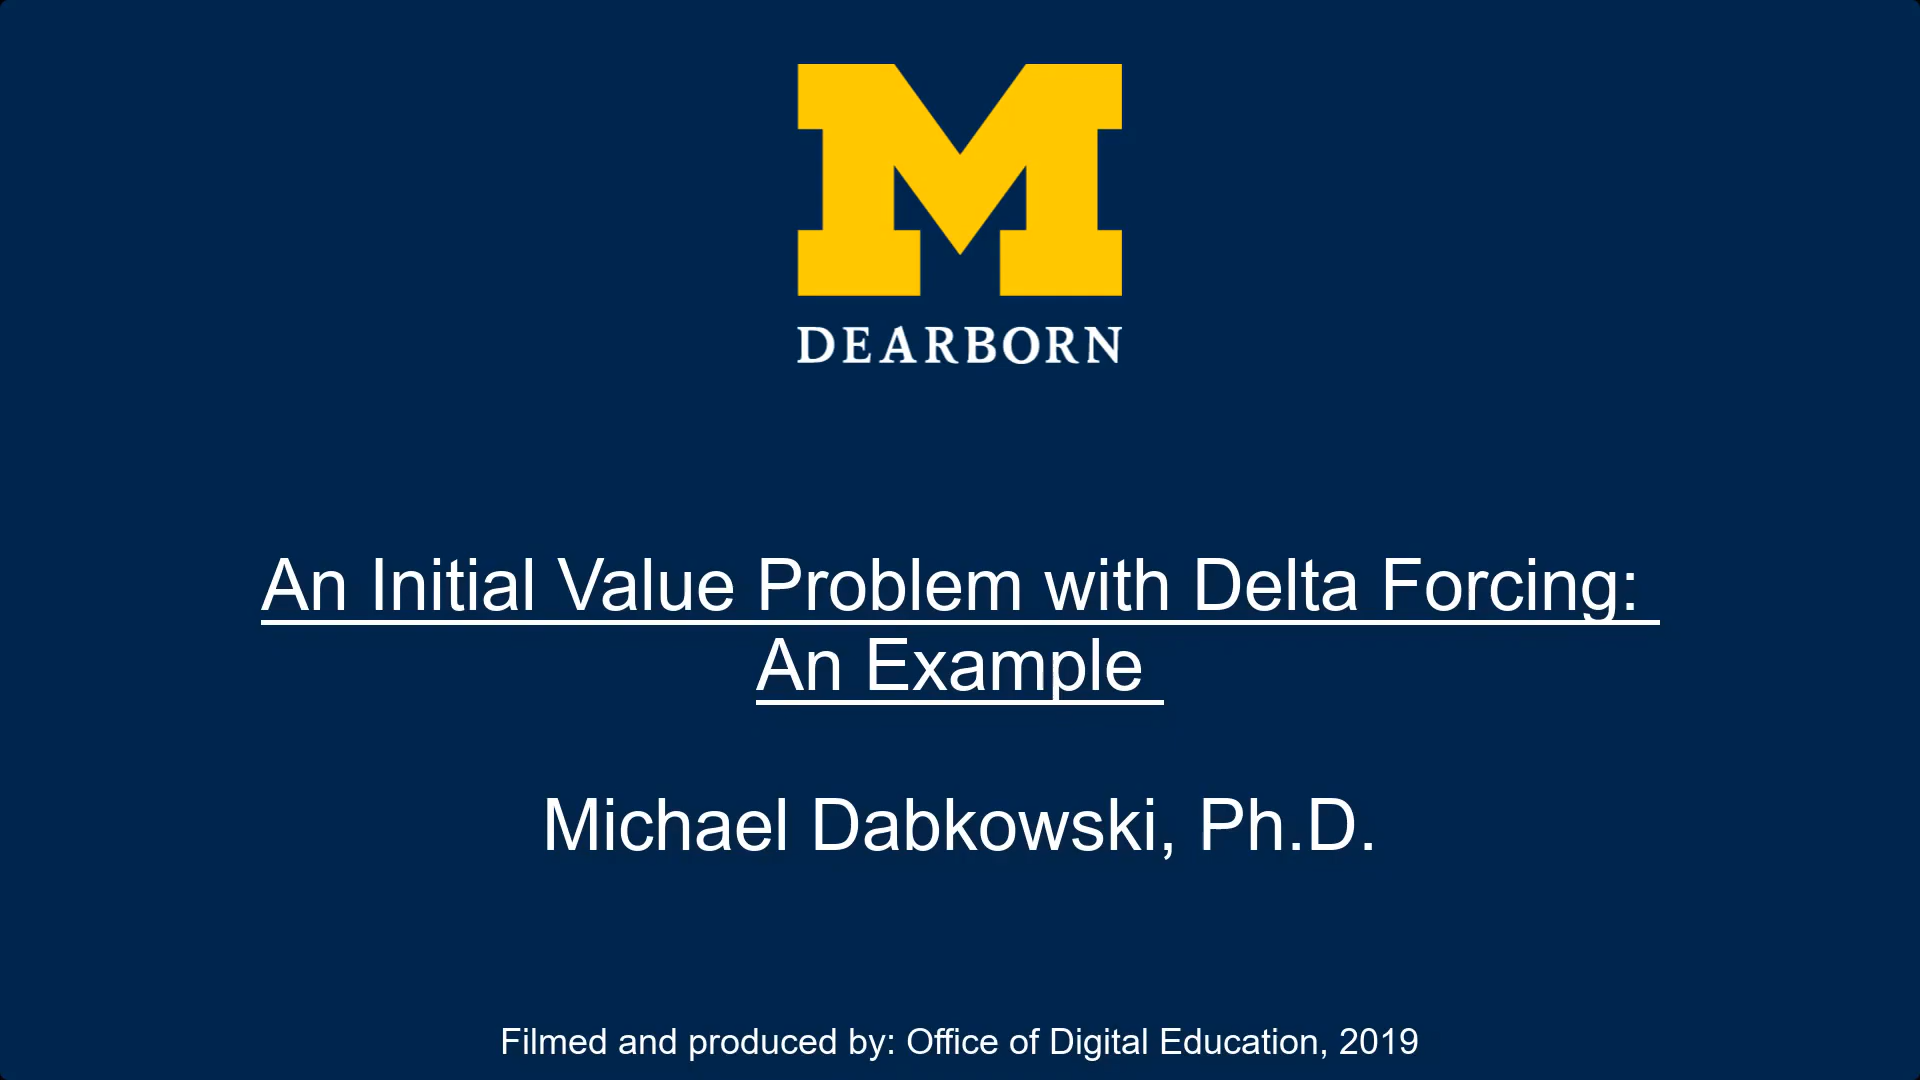 M
DEARBORN
An Initial Value Problem with Delta Forcing:
An Example
Michael Dabkowski, Ph.D.
Filmed and produced by: Office of Digital Education, 2019